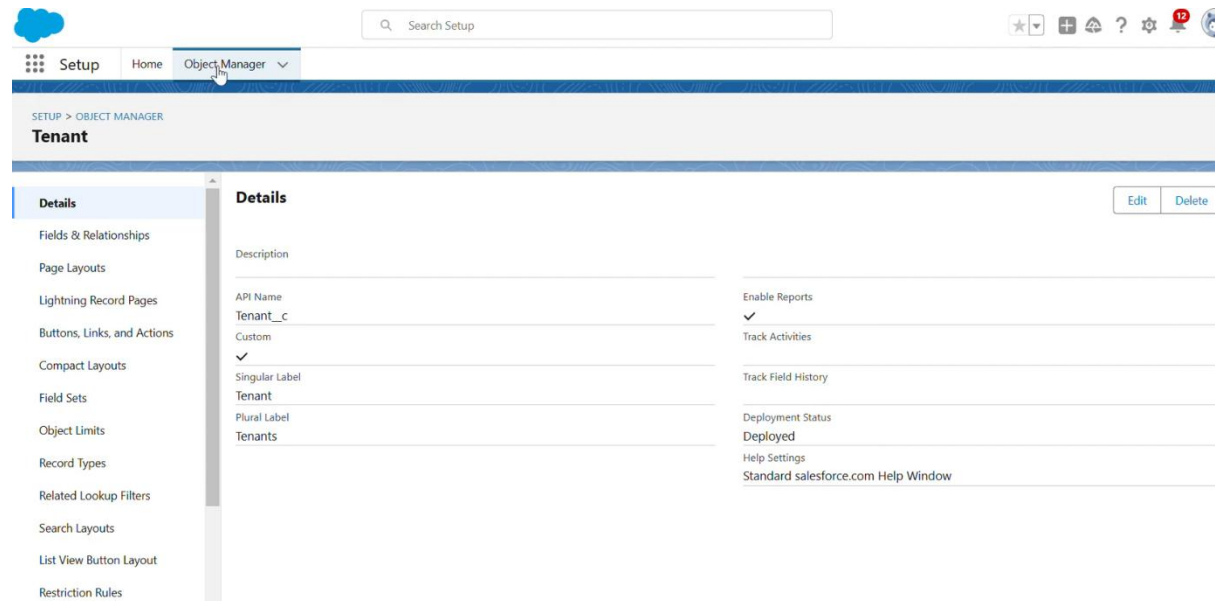 Search Setup
12
Setup
Home
Object Manager
SETUP > OBJECT MANAGER
Tenant
Details
Fields & Relationships
Page Layouts
Lightning Record Pages
Buttons, Links, and Actions
Compact Layouts
Field Sets
Object Limits
Record Types
Related Lookup Filters
Search Layouts
List View Button Layout
Restriction Rules
Details
Edit
Delete
Description
API Name
Tenant__c
Custom
Singular Label
Tenant
Plural Label
Tenants
Enable Reports
Track Activities
Track Field History
Deployment Status
Deployed
Help Settings
Standard salesforce.com Help Window